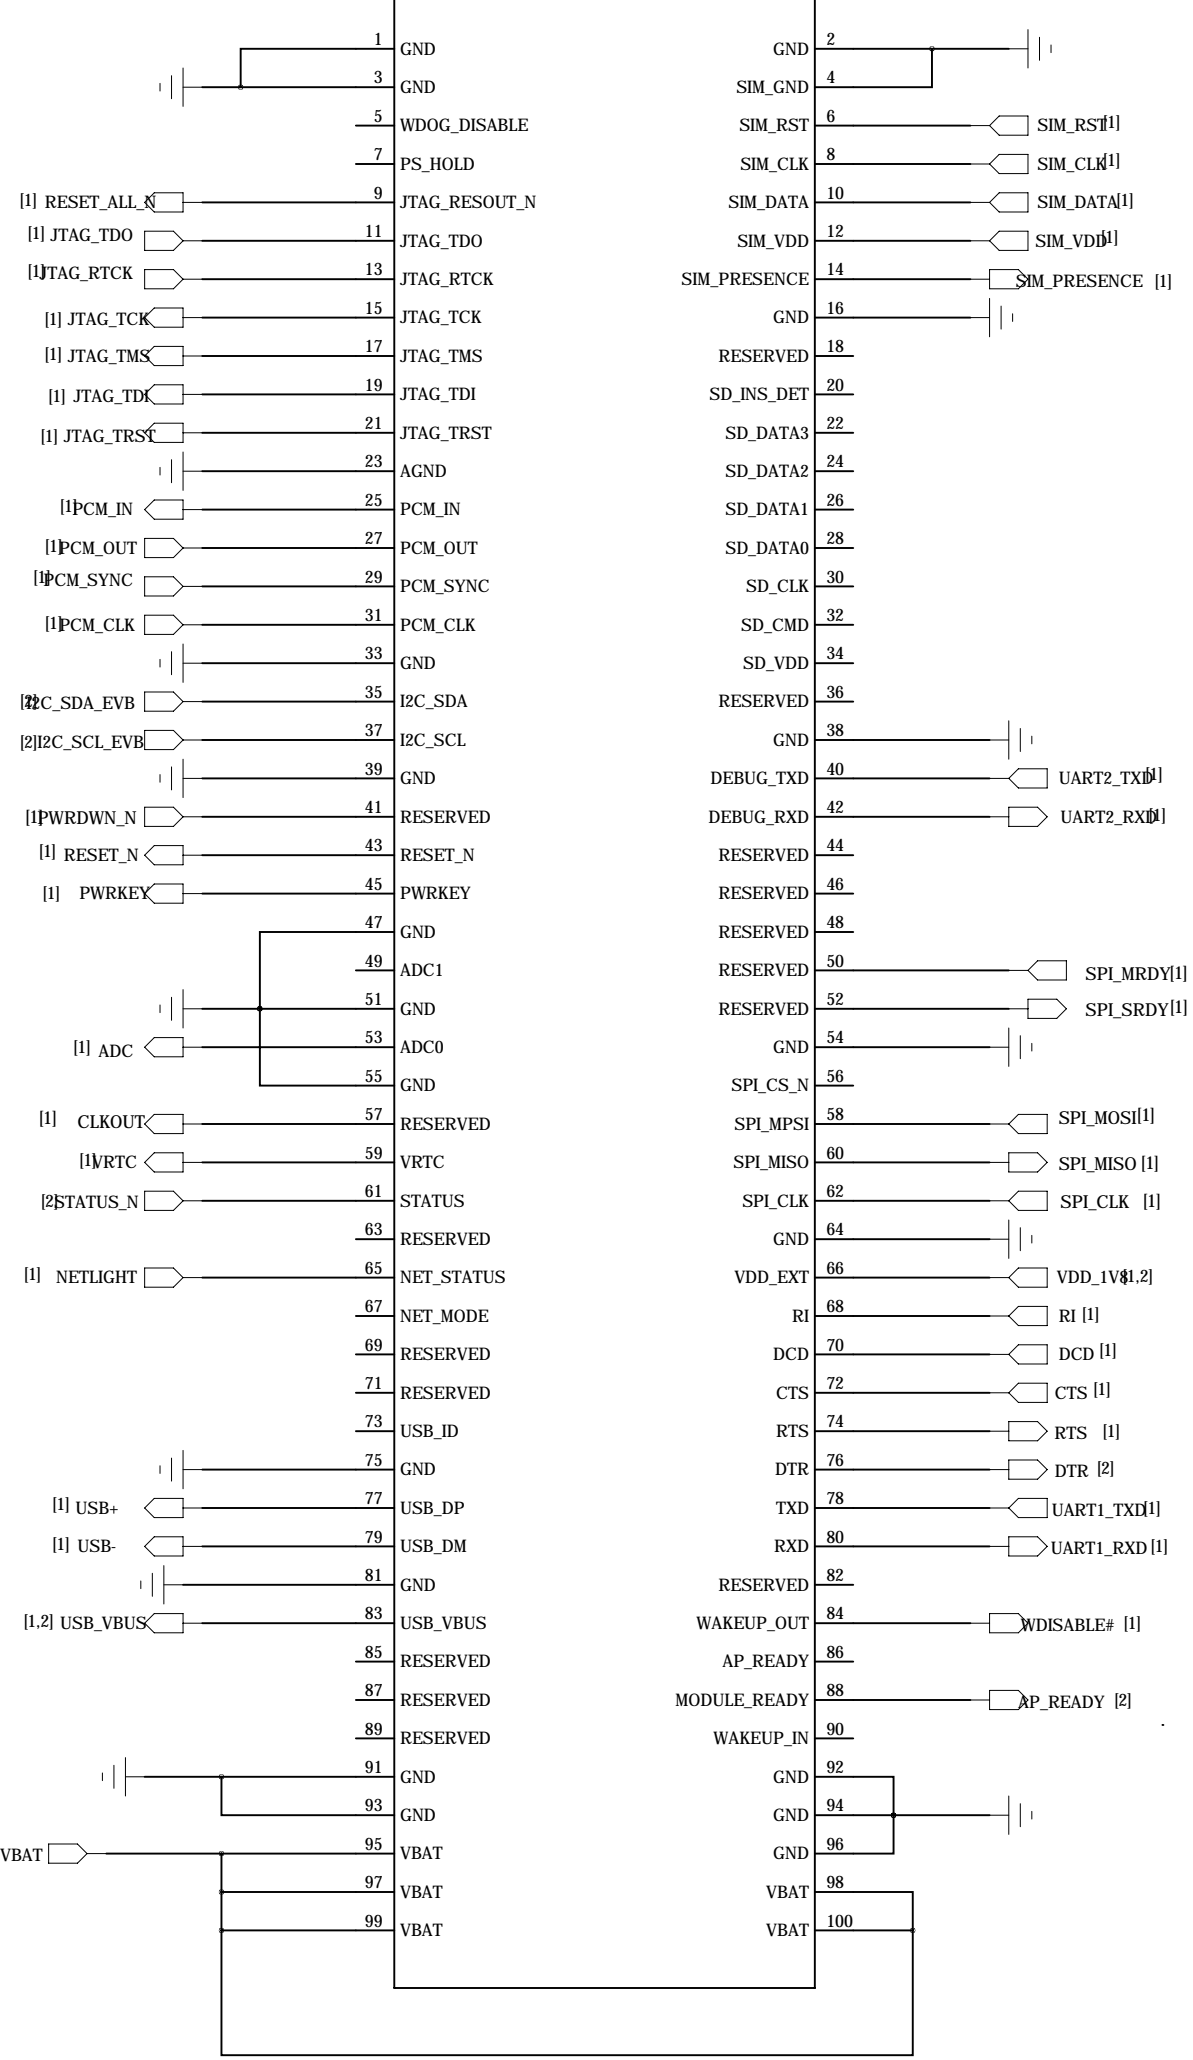 1 GND GND 2
3 GND SIM_GND 4
5 WDOG_DISABLE SIM_RST 6 SIM_RST[1]
7 PS_HOLD SIM_CLK 8 SIM_CLK[1]
[1] RESET_ALL_N 9 JTAG_RESOUT_N SIM_DATA 10 SIM_DATA[1]
[1] JTAG_TDO 11 JTAG_TDO SIM_VDD 12 SIM_VDD[1]
[1]JTAG_RTCK 13 JTAG_RTCK SIM_PRESENCE 14 SIM_PRESENCE [1]
[1] JTAG_TCK 15 JTAG_TCK GND 16
[1] JTAG_TMS 17 JTAG_TMS RESERVED 18
[1] JTAG_TDI 19 JTAG_TDI SD_INS_DET 20
[1] JTAG_TRST 21 JTAG_TRST SD_DATA3 22
23 AGND SD_DATA2 24
[1]PCM_IN 25 PCM_IN SD_DATA1 26
[1]PCM_OUT 27 PCM_OUT SD_DATA0 28
[1]PCM_SYNC 29 PCM_SYNC SD_CLK 30
[1]PCM_CLK 31 PCM_CLK SD_CMD 32
33 GND SD_VDD 34
[2]I2C_SDA_EVB 35 I2C_SDA RESERVED 36
[2]I2C_SCL_EVB 37 I2C_SCL GND 38
39 GND DEBUG_TXD 40 UART2_TXD[1]
[1]PWRDWN_N 41 RESERVED DEBUG_RXD 42 UART2_RXD[1]
[1] RESET_N 43 RESET_N RESERVED 44
[1] PWRKEY 45 PWRKEY RESERVED 46
47 GND RESERVED 48
49 ADC1 RESERVED 50 SPI_MRDY[1]
51 GND RESERVED 52 SPI_SRDY[1]
[1] ADC 53 ADC0 GND 54
55 GND SPI_CS_N 56
[1] CLKOUT 57 RESERVED SPI_MPSI 58 SPI_MOSI[1]
[1]VRTC 59 VRTC SPI_MISO 60 SPI_MISO [1]
[2]STATUS_N 61 STATUS SPI_CLK 62 SPI_CLK [1]
63 RESERVED GND 64
[1] NETLIGHT 65 NET_STATUS VDD_EXT 66 VDD_1V8[1,2]
67 NET_MODE RI 68 RI [1]
69 RESERVED DCD 70 DCD [1]
71 RESERVED CTS 72 CTS [1]
73 USB_ID RTS 74 RTS [1]
75 GND DTR 76 DTR [2]
[1] USB+ 77 USB_DP TXD 78 UART1_TXD[1]
[1] USB- 79 USB_DM RXD 80 UART1_RXD [1]
81 GND RESERVED 82
[1,2] USB_VBUS 83 USB_VBUS WAKEUP_OUT 84 WDISABLE# [1]
85 RESERVED AP_READY 86
87 RESERVED MODULE_READY 88 AP_READY [2]
89 RESERVED WAKEUP_IN 90
91 GND GND 92
93 GND GND 94
VBAT 95 VBAT GND 96
97 VBAT VBAT 98
99 VBAT VBAT 100